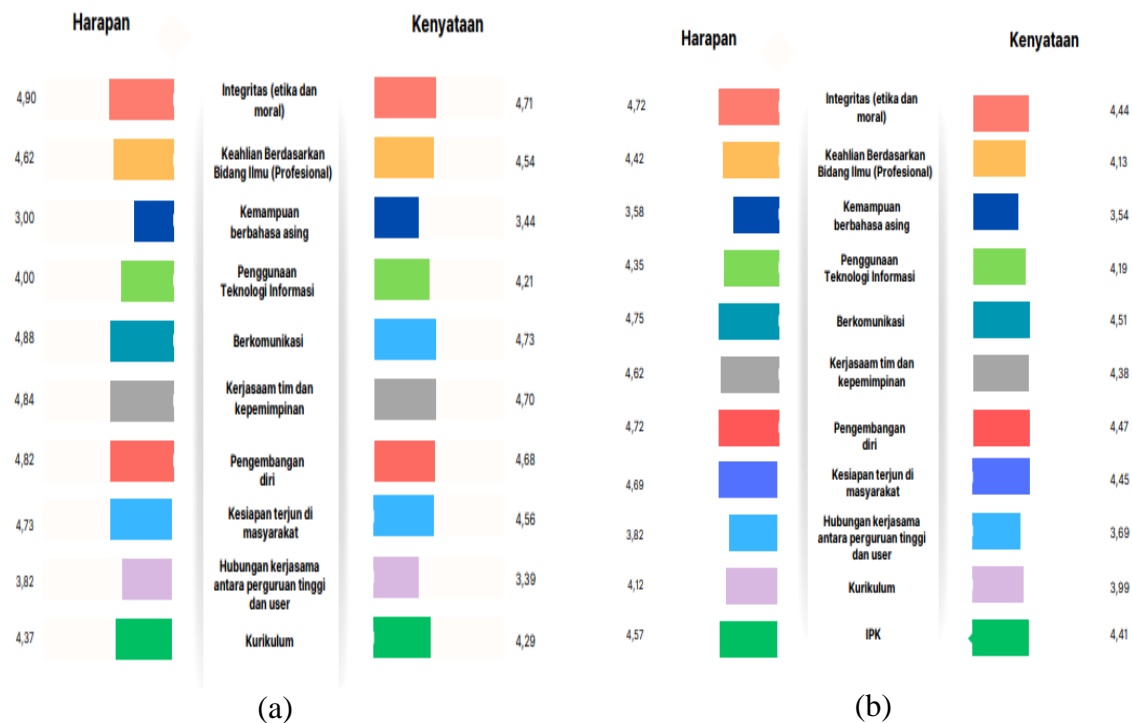 Harapan
Kenyataan
4,90
Integritas (etika dan
moral)
4,71
4,62
Keahlian Berdasarkan
Bidang Ilmu (Profesional)
4,54
3,00
Kemampuan
berbahasa asing
3,44
4,00
Penggunaan
Teknologi Informasi
4,21
4,88
Berkomunikasi
4,73
4,84
Kerjasaam tim dan
kepemimpinan
4,70
4,82
Pengembangan
diri
4,68
4,73
Kesiapan terjun di
masyarakat
4,56
3,82
Hubungan kerjasama
antara perguruan tinggi
dan user
3,39
4,37
Kurikulum
4,29
(a)
Harapan
Kenyataan
4,72
Integritas (etika dan
moral)
4,44
4,42
Keahlian Berdasarkan
Bidang Ilmu (Profesional)
4,13
3,58
Kemampuan
berbahasa asing
3,54
4,35
Penggunaan
Teknologi Informasi
4,19
4,75
Berkomunikasi
4,51
4,62
Kerjasaam tim dan
kepemimpinan
4,38
4,72
Pengembangan
diri
4,47
4,69
Kesiapan terjun di
masyarakat
4,45
3,82
Hubungan kerjasama
antara perguruan tinggi
dan user
3,69
4,12
Kurikulum
3,99
4,57
IPK
4,41
(b)